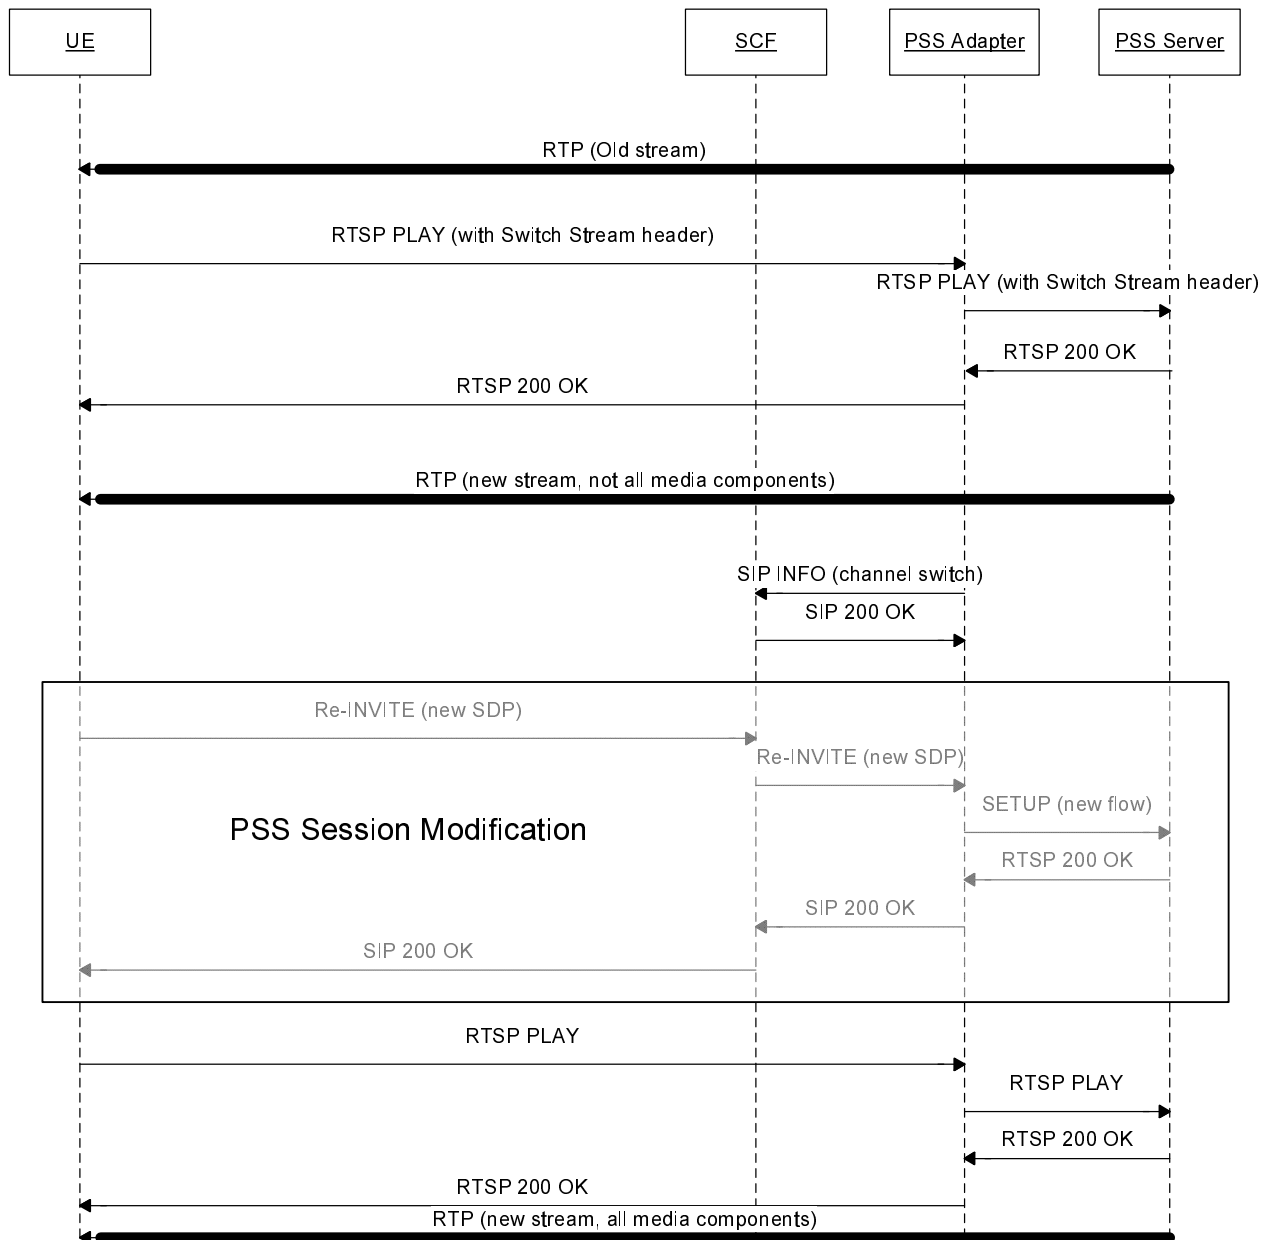 UE
SCF
PSS Adapter
PSS Server
RTP (Old stream)
RTSP PLAY (with Switch Stream header)
RTSP PLAY (with Switch Stream header)
RTSP 200 OK
RTSP 200 OK
RTP (new stream, not all media components)
SIP INFO (channel switch)
SIP 200 OK
Re-INVITE (new SDP)
Re-INVITE (new SDP)
SETUP (new flow)
PSS Session Modification
RTSP 200 OK
SIP 200 OK
SIP 200 OK
RTSP PLAY
RTSP PLAY
RTSP 200 OK
RTSP 200 OK
RTP (new stream, all media components)